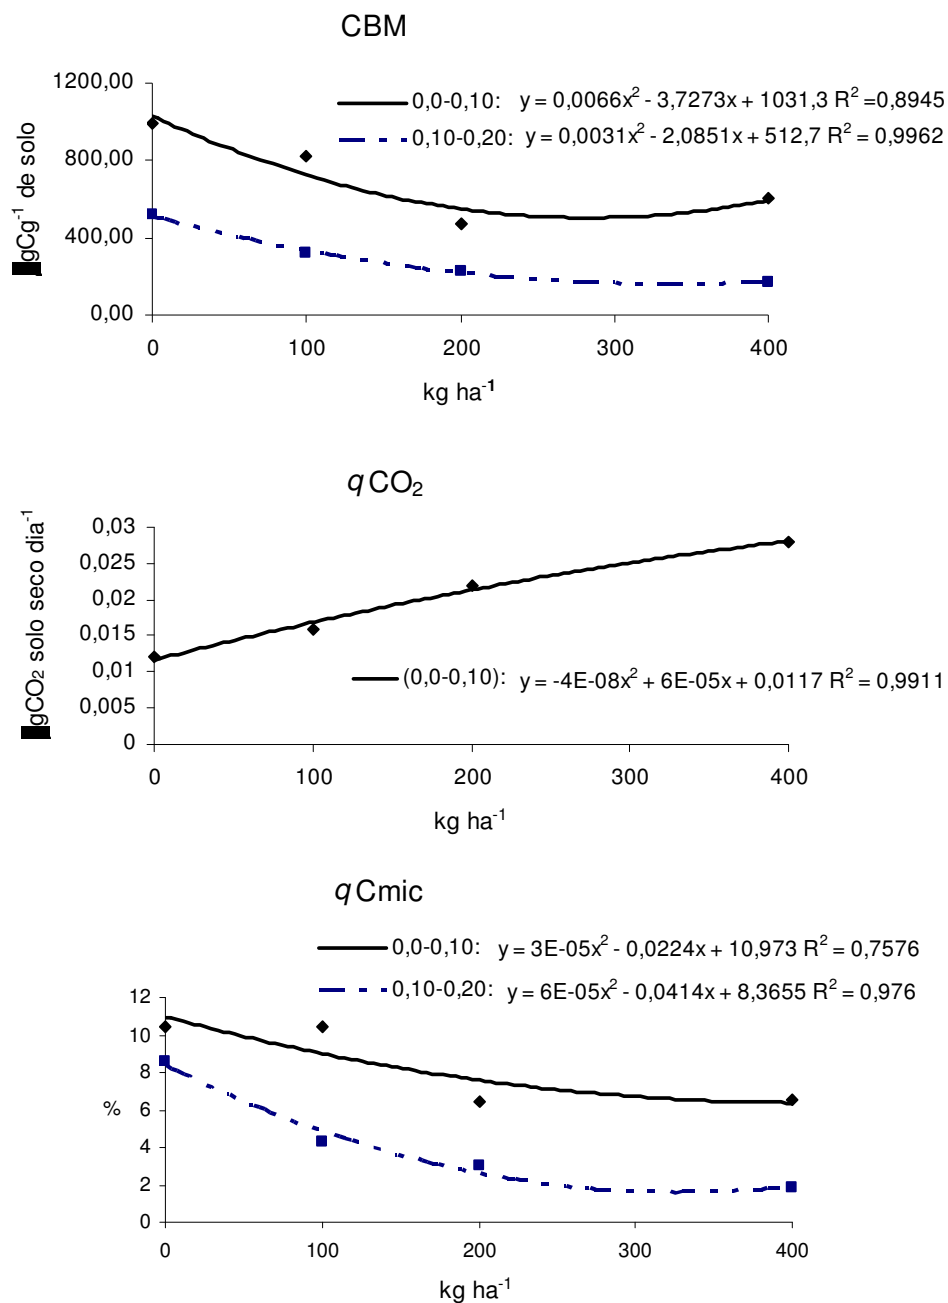 CBM
1200,00
800,00
400,00
0,00
gCg⁻¹ de solo
0,0-0,10: y = 0,0066x² - 3,7273x + 1031,3 R² =0,8945
0,10-0,20: y = 0,0031x² - 2,0851x + 512,7 R² = 0,9962
0 100 200 300 400
kg ha⁻¹
q CO₂
0,03
0,025
0,02
0,015
0,01
0,005
0
gCO₂ solo seco dia⁻¹
(0,0-0,10): y = -4E-08x² + 6E-05x + 0,0117 R² = 0,9911
0 100 200 300 400
kg ha⁻¹
q Cmic
0,0-0,10: y = 3E-05x² - 0,0224x + 10,973 R² = 0,7576
0,10-0,20: y = 6E-05x² - 0,0414x + 8,3655 R² = 0,976
12
10
8
6
4
2
0
%
0 100 200 300 400
kg ha⁻¹